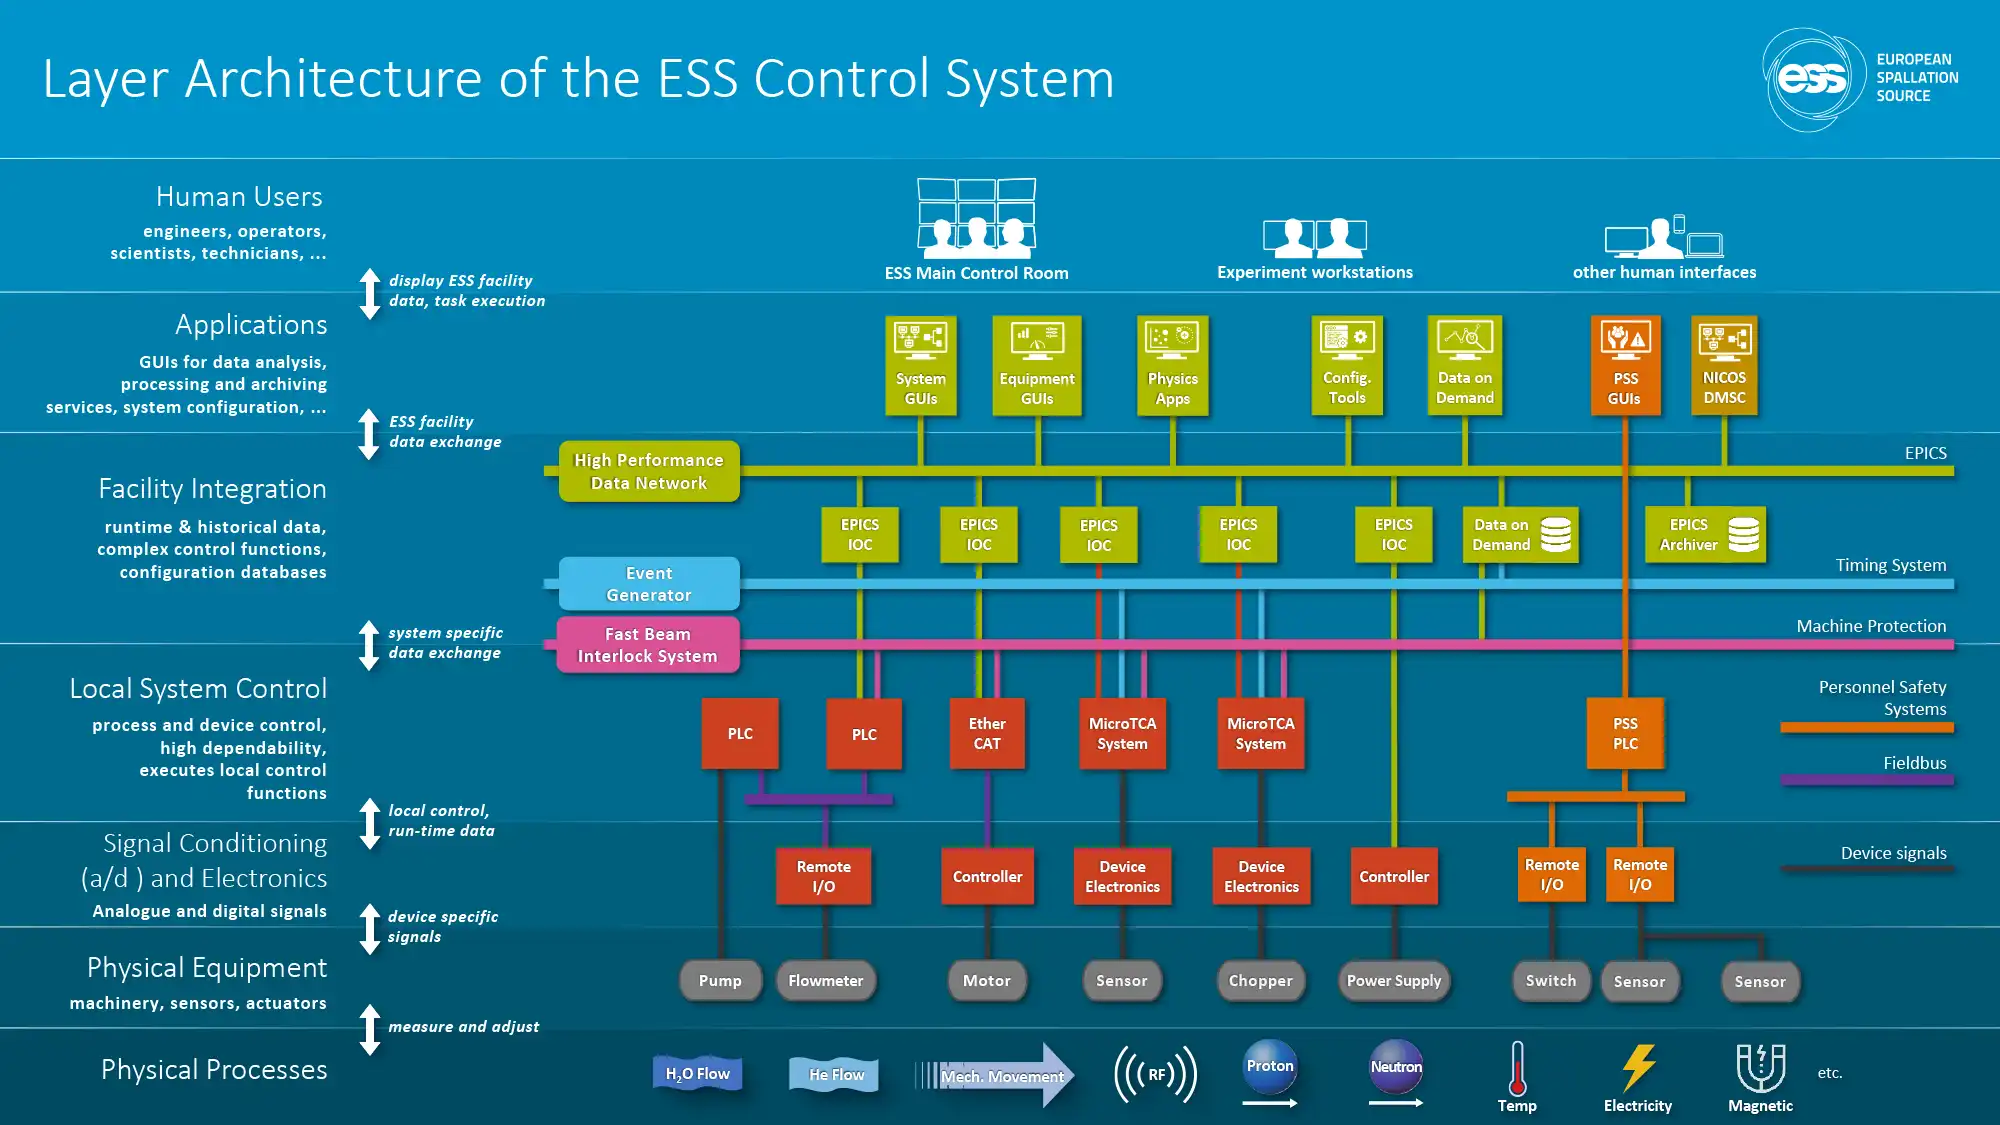 Layer Architecture of the ESS Control System
ess
EUROPEAN
SPALLATION
SOURCE
Human Users
engineers, operators,
scientists, technicians, ...
display ESS facility
data, task execution
ESS Main Control Room
Experiment workstations
other human interfaces
Applications
GUIs for data analysis,
processing and archiving
services, system configuration, ...
ESS facility
data exchange
System
GUIs
Equipment
GUIs
Physics
Apps
Config.
Tools
Data on
Demand
PSS
GUIs
NICOS
DMSC
Facility Integration
runtime & historical data,
complex control functions,
configuration databases
system specific
data exchange
High Performance
Data Network
EPICS
EPICS
IOC
EPICS
IOC
EPICS
IOC
EPICS
IOC
EPICS
IOC
Data on
Demand
EPICS
Archiver
Event
Generator
Timing System
Fast Beam
Interlock System
Machine Protection
Local System Control
process and device control,
high dependability,
executes local control
functions
local control,
run-time data
PLC
PLC
Ether
CAT
MicroTCA
System
MicroTCA
System
PSS
PLC
Personnel Safety
Systems
Fieldbus
Signal Conditioning
(a/d ) and Electronics
Analogue and digital signals
device specific
signals
Remote
I/O
Controller
Device
Electronics
Device
Electronics
Controller
Remote
I/O
Remote
I/O
Device signals
Physical Equipment
machinery, sensors, actuators
measure and adjust
Pump
Flowmeter
Motor
Sensor
Chopper
Power Supply
Switch
Sensor
Sensor
Physical Processes
H2O Flow
He Flow
Mech. Movement
RF
Proton
Neutron
Temp
Electricity
Magnetic
etc.